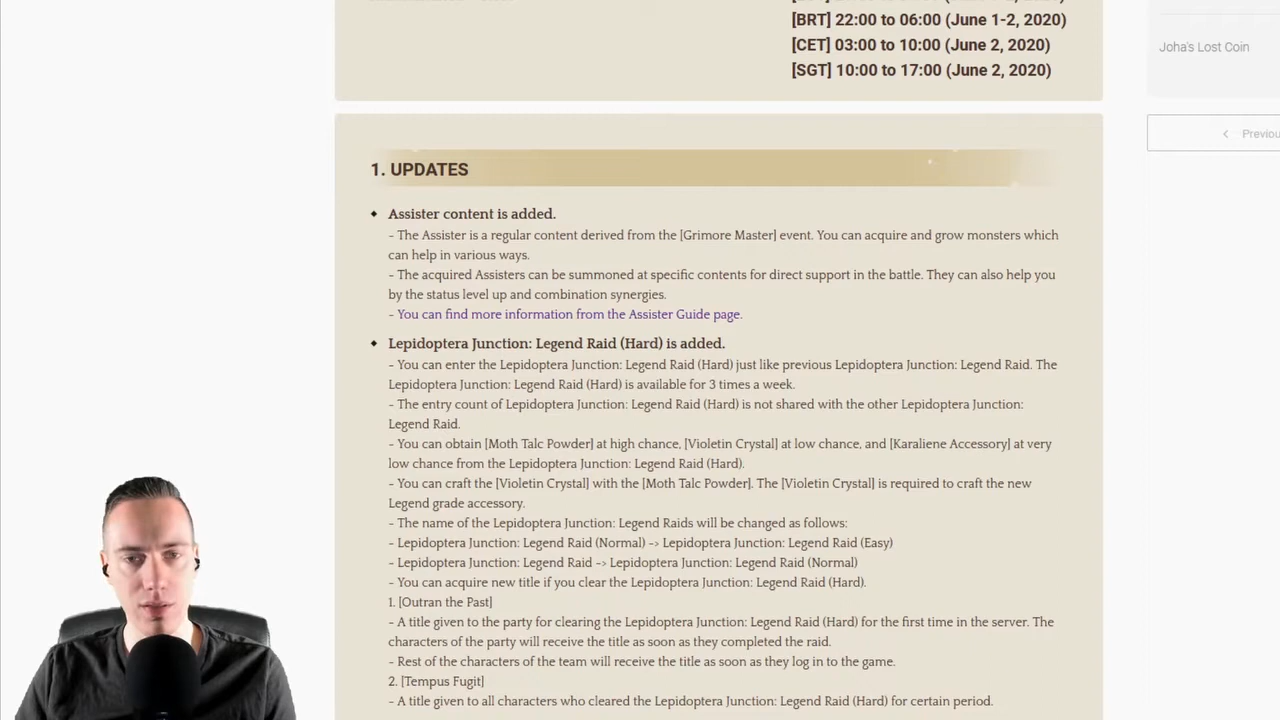 [BRT] 22:00 to 06:00 (June 1-2, 2020)
[CET] 03:00 to 10:00 (June 2, 2020)
[SGT] 10:00 to 17:00 (June 2, 2020)
Joha's Lost Coin
Previou
1. UPDATES
Assister content is added.
- The Assister is a regular content derived from the [Grimore Master] event. You can acquire and grow monsters which
can help in various ways.
- The acquired Assisters can be summoned at specific contents for direct support in the battle. They can also help you
by the status level up and combination synergies.
- You can find more information from the Assister Guide page.
Lepidoptera Junction: Legend Raid (Hard) is added.
- You can enter the Lepidoptera Junction: Legend Raid (Hard) just like previous Lepidoptera Junction: Legend Raid. The
Lepidoptera Junction: Legend Raid (Hard) is available for 3 times a week.
- The entry count of Lepidoptera Junction: Legend Raid (Hard) is not shared with the other Lepidoptera Junction:
Legend Raid.
- You can obtain [Moth Talc Powder] at high chance, [Violetin Crystal] at low chance, and [Karaliene Accessory] at very
low chance from the Lepidoptera Junction: Legend Raid (Hard).
- You can craft the [Violetin Crystal] with the [Moth Talc Powder]. The [Violetin Crystal] is required to craft the new
Legend grade accessory.
- The name of the Lepidoptera Junction: Legend Raids will be changed as follows:
- Lepidoptera Junction: Legend Raid (Normal) -> Lepidoptera Junction: Legend Raid (Easy)
- Lepidoptera Junction: Legend Raid -> Lepidoptera Junction: Legend Raid (Normal)
- You can acquire new title if you clear the Lepidoptera Junction: Legend Raid (Hard).
1. [Outran the Past]
- A title given to the party for clearing the Lepidoptera Junction: Legend Raid (Hard) for the first time in the server. The
characters of the party will receive the title as soon as they completed the raid.
- Rest of the characters of the team will receive the title as soon as they log in to the game.
2. [Tempus Fugit]
- A title given to all characters who cleared the Lepidoptera Junction: Legend Raid (Hard) for certain period.